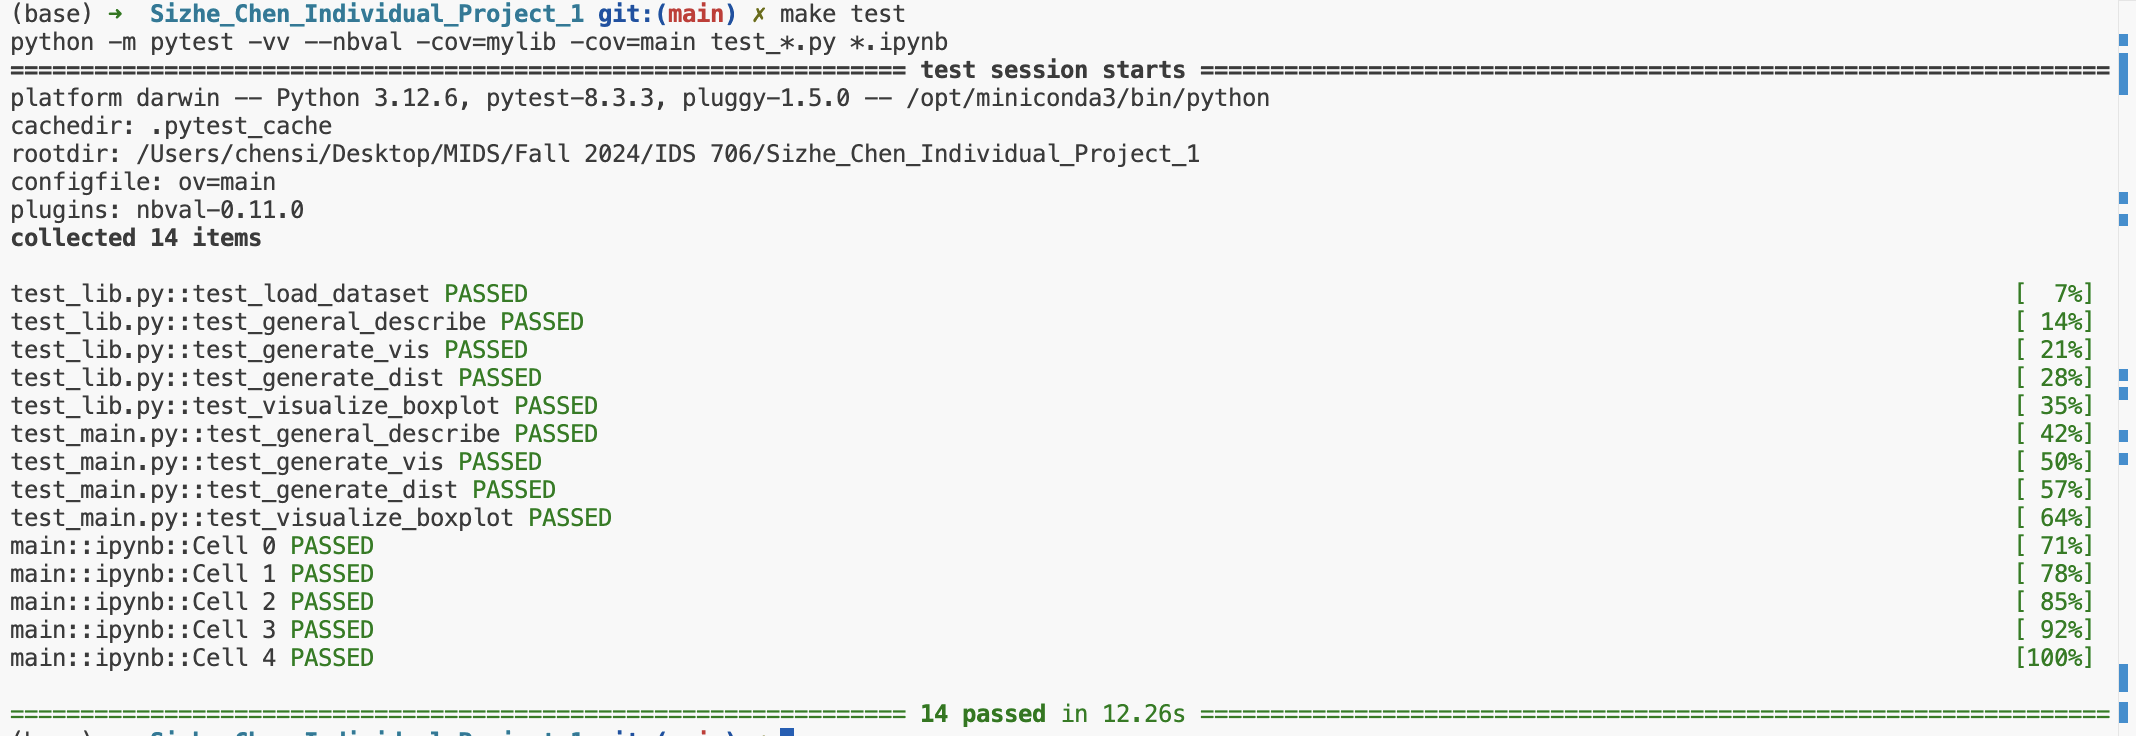 (base) ➜  Sizhe_Chen_Individual_Project_1 git:(main) ✗ make test
python -m pytest -vv --nbval -cov=mylib -cov=main test_*.py *.ipynb
================================================================ test session starts =================================================================
platform darwin -- Python 3.12.6, pytest-8.3.3, pluggy-1.5.0 -- /opt/miniconda3/bin/python
cachedir: .pytest_cache
rootdir: /Users/chensi/Desktop/MIDS/Fall 2024/IDS 706/Sizhe_Chen_Individual_Project_1
configfile: ov=main
plugins: nbval-0.11.0
collected 14 items
test_lib.py::test_load_dataset PASSED [  7%]
test_lib.py::test_general_describe PASSED [ 14%]
test_lib.py::test_generate_vis PASSED [ 21%]
test_lib.py::test_generate_dist PASSED [ 28%]
test_lib.py::test_visualize_boxplot PASSED [ 35%]
test_main.py::test_general_describe PASSED [ 42%]
test_main.py::test_generate_vis PASSED [ 50%]
test_main.py::test_generate_dist PASSED [ 57%]
test_main.py::test_visualize_boxplot PASSED [ 64%]
main::ipynb::Cell 0 PASSED [ 71%]
main::ipynb::Cell 1 PASSED [ 78%]
main::ipynb::Cell 2 PASSED [ 85%]
main::ipynb::Cell 3 PASSED [ 92%]
main::ipynb::Cell 4 PASSED [100%]
================================================================ 14 passed in 12.26s =================================================================